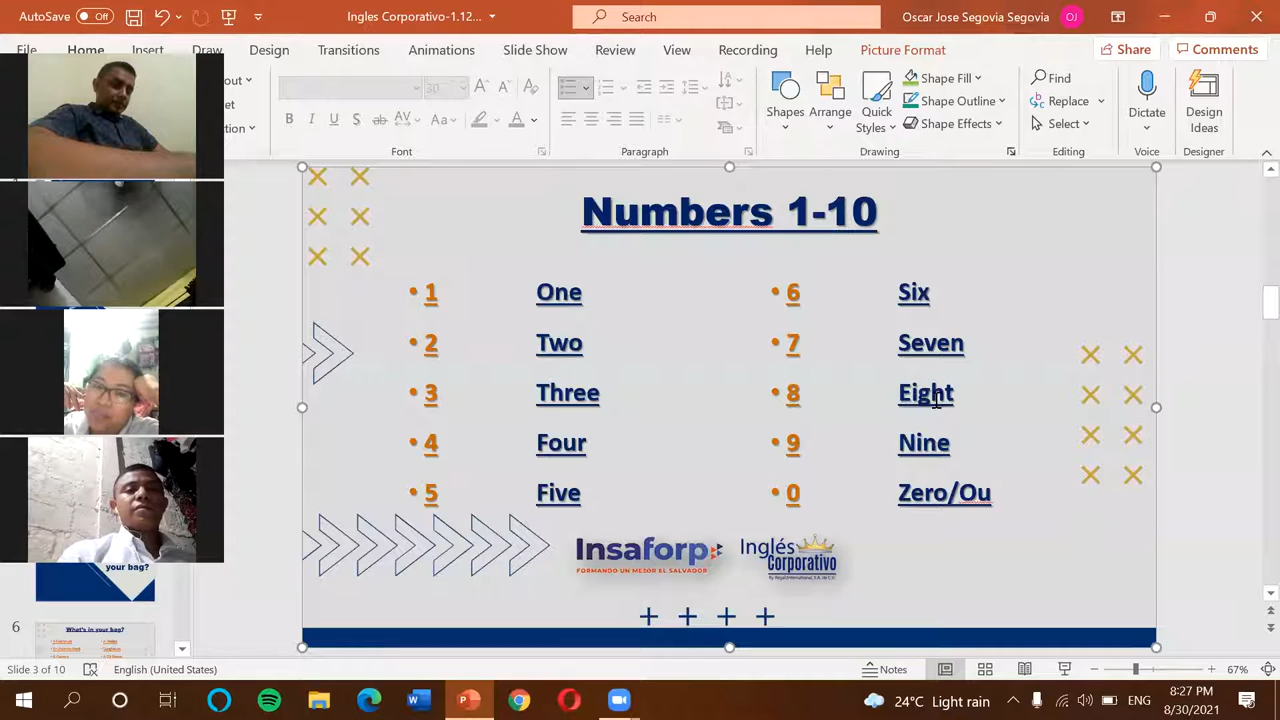 AutoSave Off
Ingles Corporativo-1.12...
Search
Oscar Jose Segovia Segovia OJ
File Home Insert Draw Design Transitions Animations Slide Show Review View Recording Help Picture Format
Share Comments
Shapes Arrange Quick Styles
Shape Fill
Shape Outline
Shape Effects
Find
Replace
Select
Dictate
Design Ideas
Font Paragraph Drawing Editing Voice Designer
Numbers 1-10
1 One 6 Six
2 Two 7 Seven
3 Three 8 Eight
4 Four 9 Nine
5 Five 0 Zero/Ou
Insaforp
FORMANDO UN MEJOR EL SALVADOR
Inglés
Corporativo
your bag?
6
What's in your bag?
Slide 3 of 10 English (United States)
Notes
67%
24°C Light rain
ENG
8:27 PM
8/30/2021